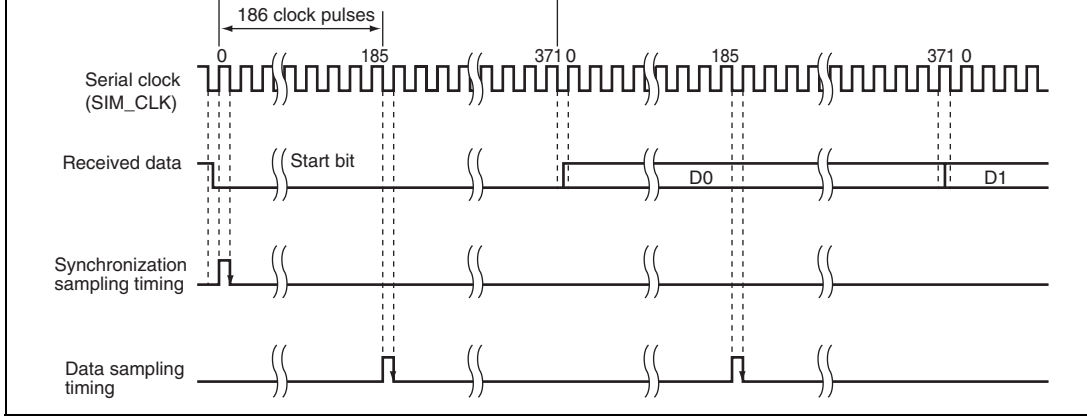 186 clock pulses
0 185 371 0 185 371 0
Serial clock
(SIM_CLK)
Received data
Start bit
D0
D1
Synchronization
sampling timing
Data sampling
timing